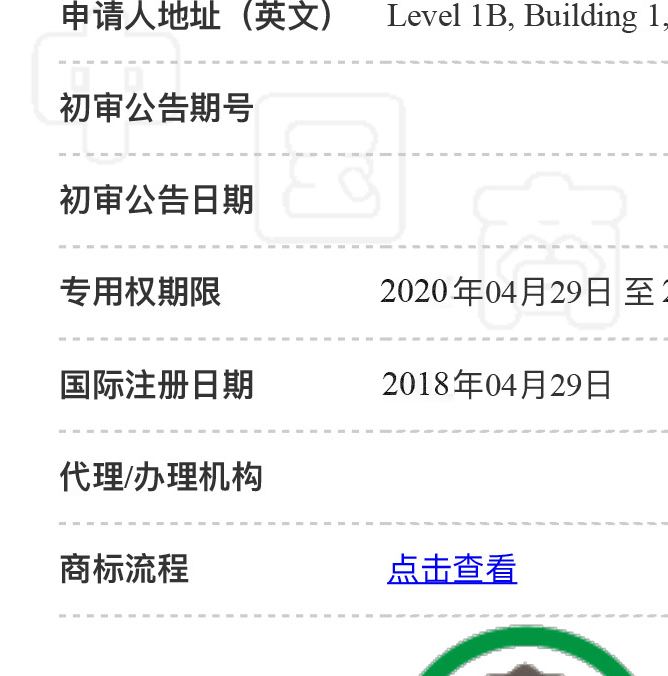 申请人地址（英文） Level 1B, Building 1,
初审公告期号
初审公告日期
专用权期限 2020年04月29日 至 2
国际注册日期 2018年04月29日
代理/办理机构
商标流程 点击查看